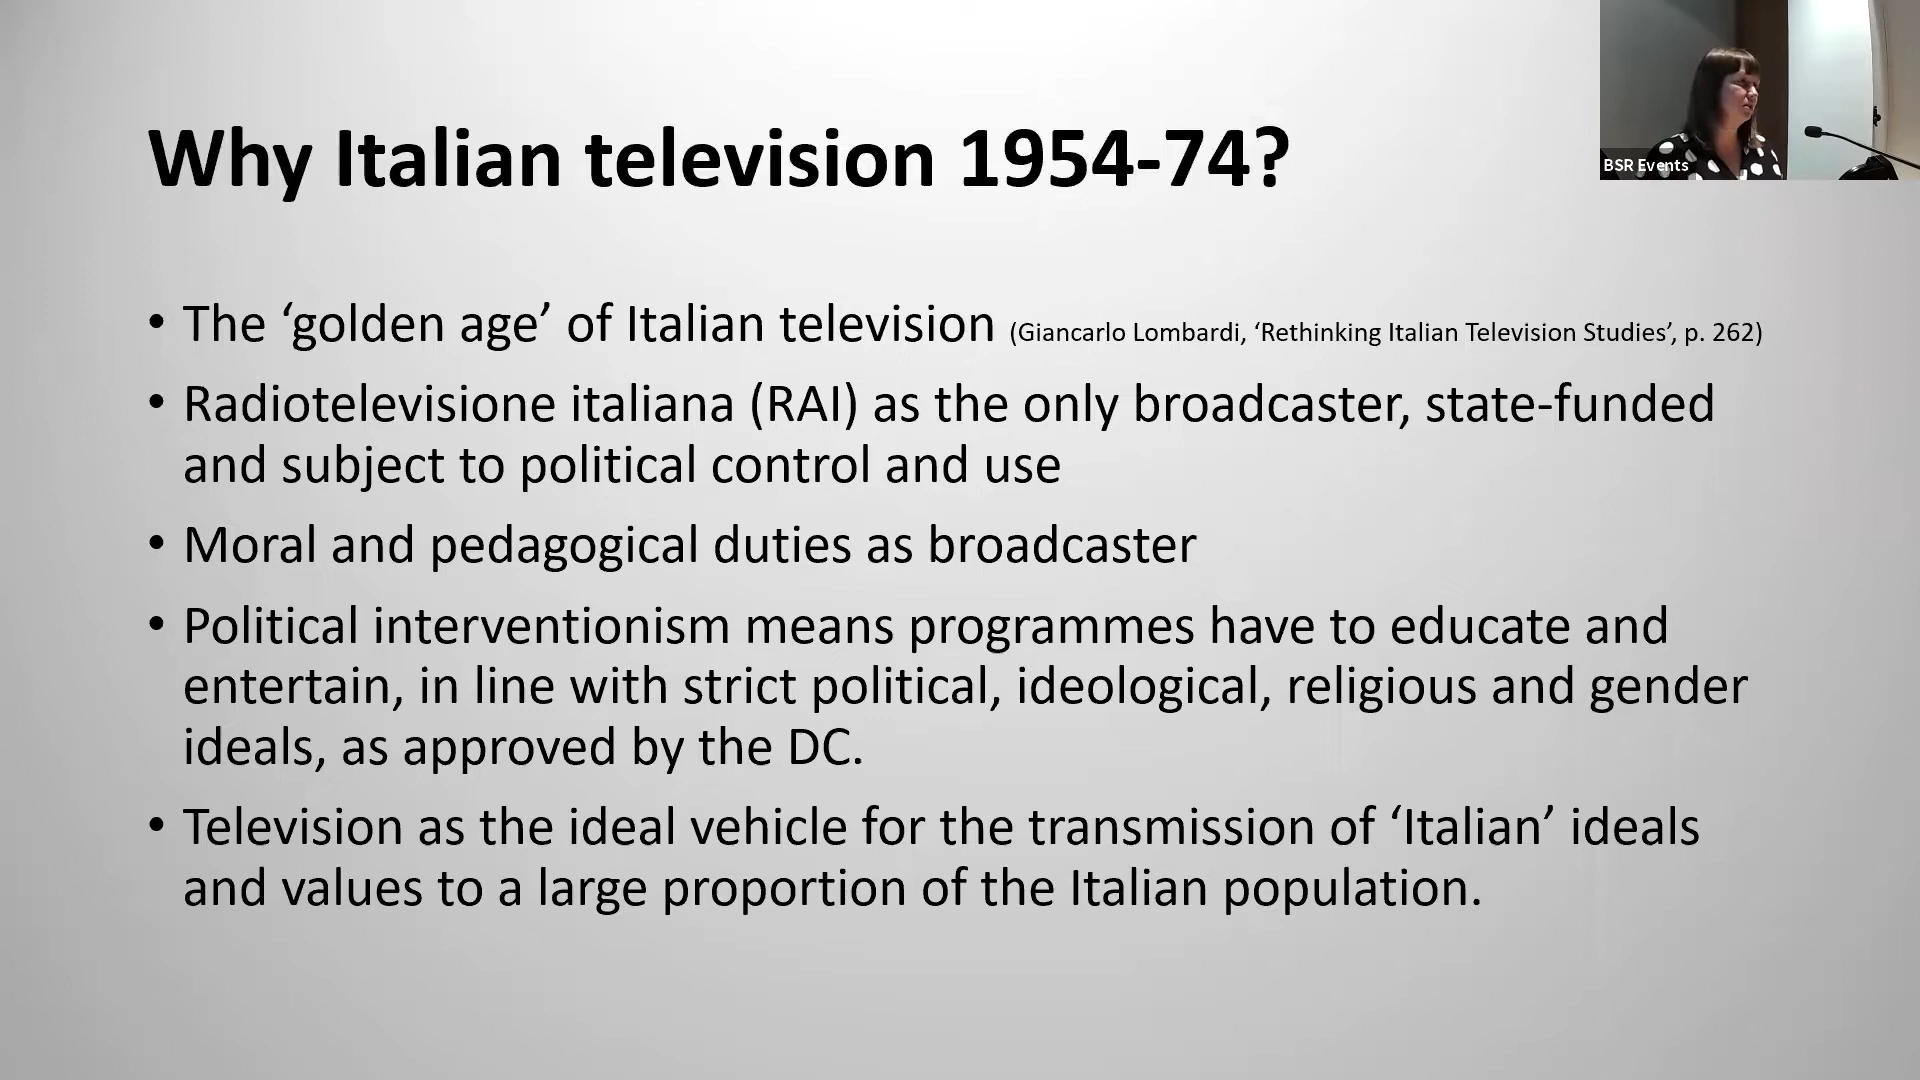 Why Italian television 1954-74?
BSR Events
• The ‘golden age’ of Italian television (Giancarlo Lombardi, ‘Rethinking Italian Television Studies’, p. 262)
• Radiotelevisione italiana (RAI) as the only broadcaster, state-funded
and subject to political control and use
• Moral and pedagogical duties as broadcaster
• Political interventionism means programmes have to educate and
entertain, in line with strict political, ideological, religious and gender
ideals, as approved by the DC.
• Television as the ideal vehicle for the transmission of ‘Italian’ ideals
and values to a large proportion of the Italian population.